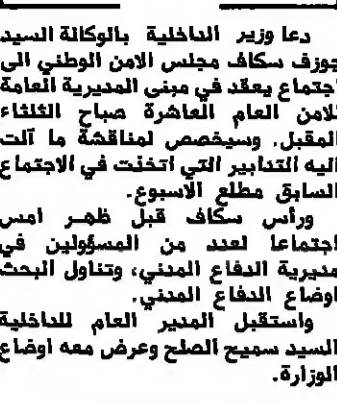 دعا وزير الداخلية بالوكالة السيد
جوزف سكاف مجلس الامن الوطني الى
اجتماع يعقد في مبنى المديرية العامة
للامن العام العاشرة صباح الثلثاء
المقبل. وسيخصص لمناقشة ما آلت
اليه التدابير التي اتخذت في الاجتماع
السابق مطلع الاسبوع.
ورأس سكاف قبل ظهر امس
اجتماعا لعدد من المسؤولين في
مديرية الدفاع المدني، وتناول البحث
اوضاع الدفاع المدني.
واستقبل المدير العام للداخلية
السيد سميح الصلح وعرض معه اوضاع
الوزارة.